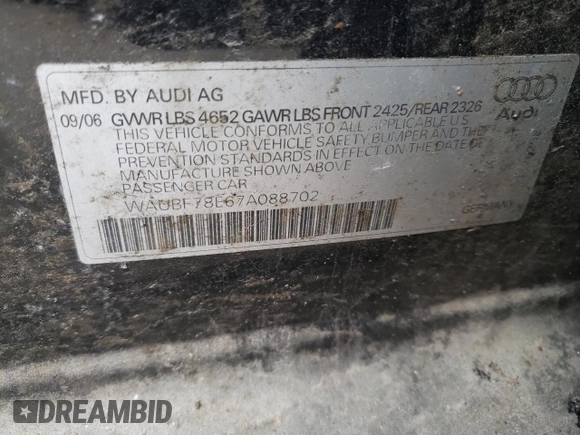 MFD. BY AUDI AG
09/06 GVWR LBS 4652 GAWR LBS FRONT 2425/REAR 2326
THIS VEHICLE CONFORMS TO ALL APPLICABLE U.S
FEDERAL MOTOR VEHICLE SAFETY BUMPER AND THE
PREVENTION STANDARDS IN EFFECT ON THE DATE OF
MANUFACTURE SHOWN ABOVE
PASSENGER CAR
WAUBF78E67A088702
Audi
GERMANY
DREAMBID